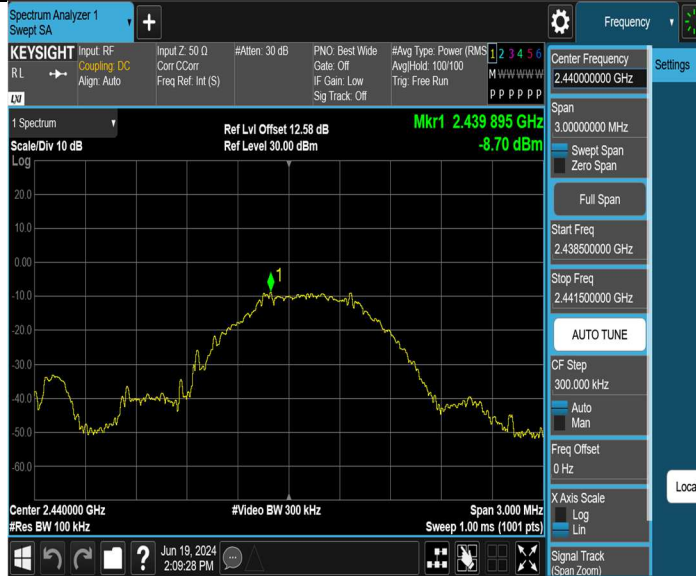 Spectrum Analyzer 1
Swept SA
Frequency
KEYSIGHT
RL
LXI
Input: RF
Coupling: DC
Align: Auto
Input Z: 50 Ω
Corr CCorr
Freq Ref: Int (S)
#Atten: 30 dB
PNO: Best Wide
Gate: Off
IF Gain: Low
Sig Track: Off
#Avg Type: Power (RMS
Avg|Hold: 100/100
Trig: Free Run
1 2 3 4 5 6
M W W W W W
P P P P P P
1 Spectrum
Scale/Div 10 dB
Ref Lvl Offset 12.58 dB
Ref Level 30.00 dBm
Mkr1 2.439 895 GHz
-8.70 dBm
Log
20.0
10.0
0.00
-10.0
-20.0
-30.0
-40.0
-50.0
-60.0
1
Center 2.440000 GHz
#Res BW 100 kHz
#Video BW 300 kHz
Span 3.000 MHz
Sweep 1.00 ms (1001 pts)
Jun 19, 2024
2:09:28 PM
Center Frequency
2.440000000 GHz
Span
3.00000000 MHz
Swept Span
Zero Span
Full Span
Start Freq
2.438500000 GHz
Stop Freq
2.441500000 GHz
AUTO TUNE
CF Step
300.000 kHz
Auto
Man
Freq Offset
0 Hz
X Axis Scale
Log
Lin
Signal Track
(Span Zoom)
Settings
Loca